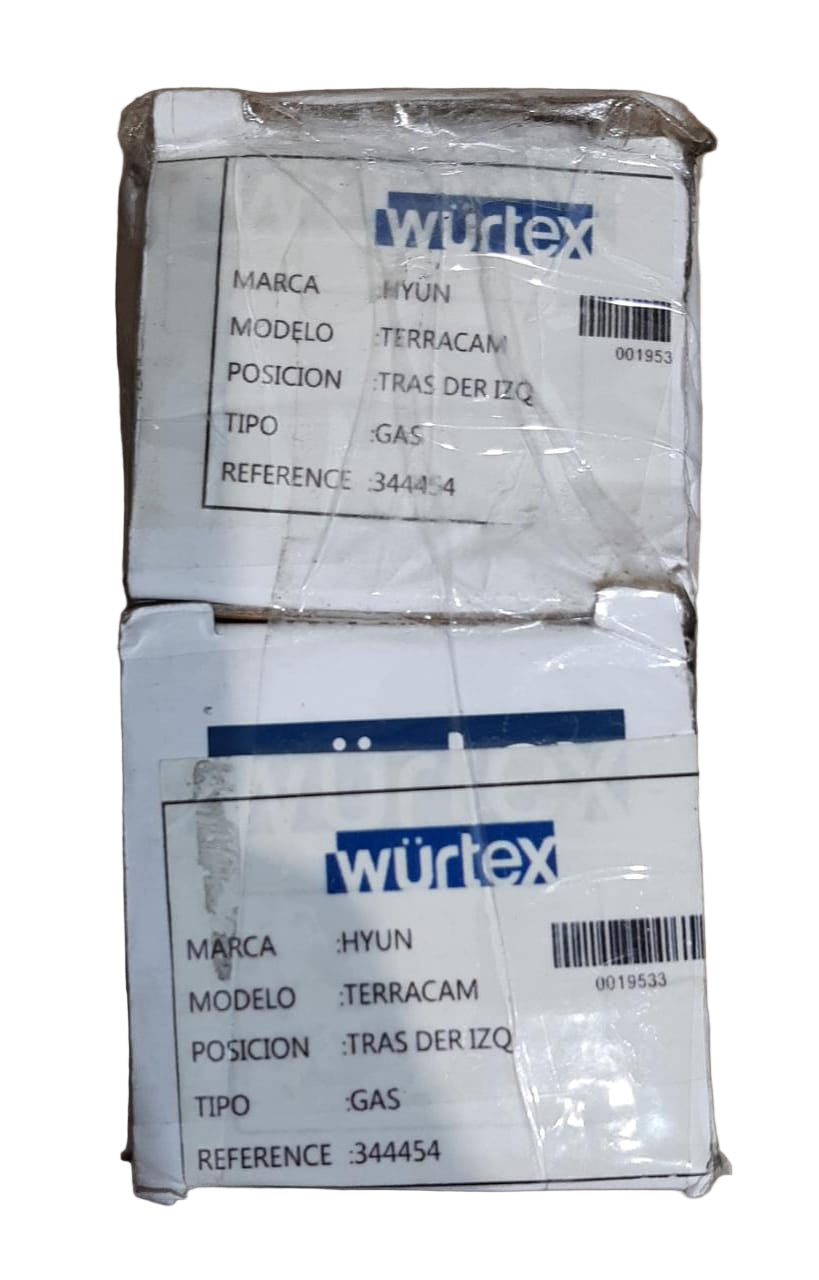 würtex
MARCA :HYUN
MODELO :TERRACAM
POSICION :TRAS DER IZQ
TIPO :GAS
REFERENCE :344454
001953
würtex
würtex
MARCA :HYUN
MODELO :TERRACAM
POSICION :TRAS DER IZQ
TIPO :GAS
REFERENCE :344454
0019533